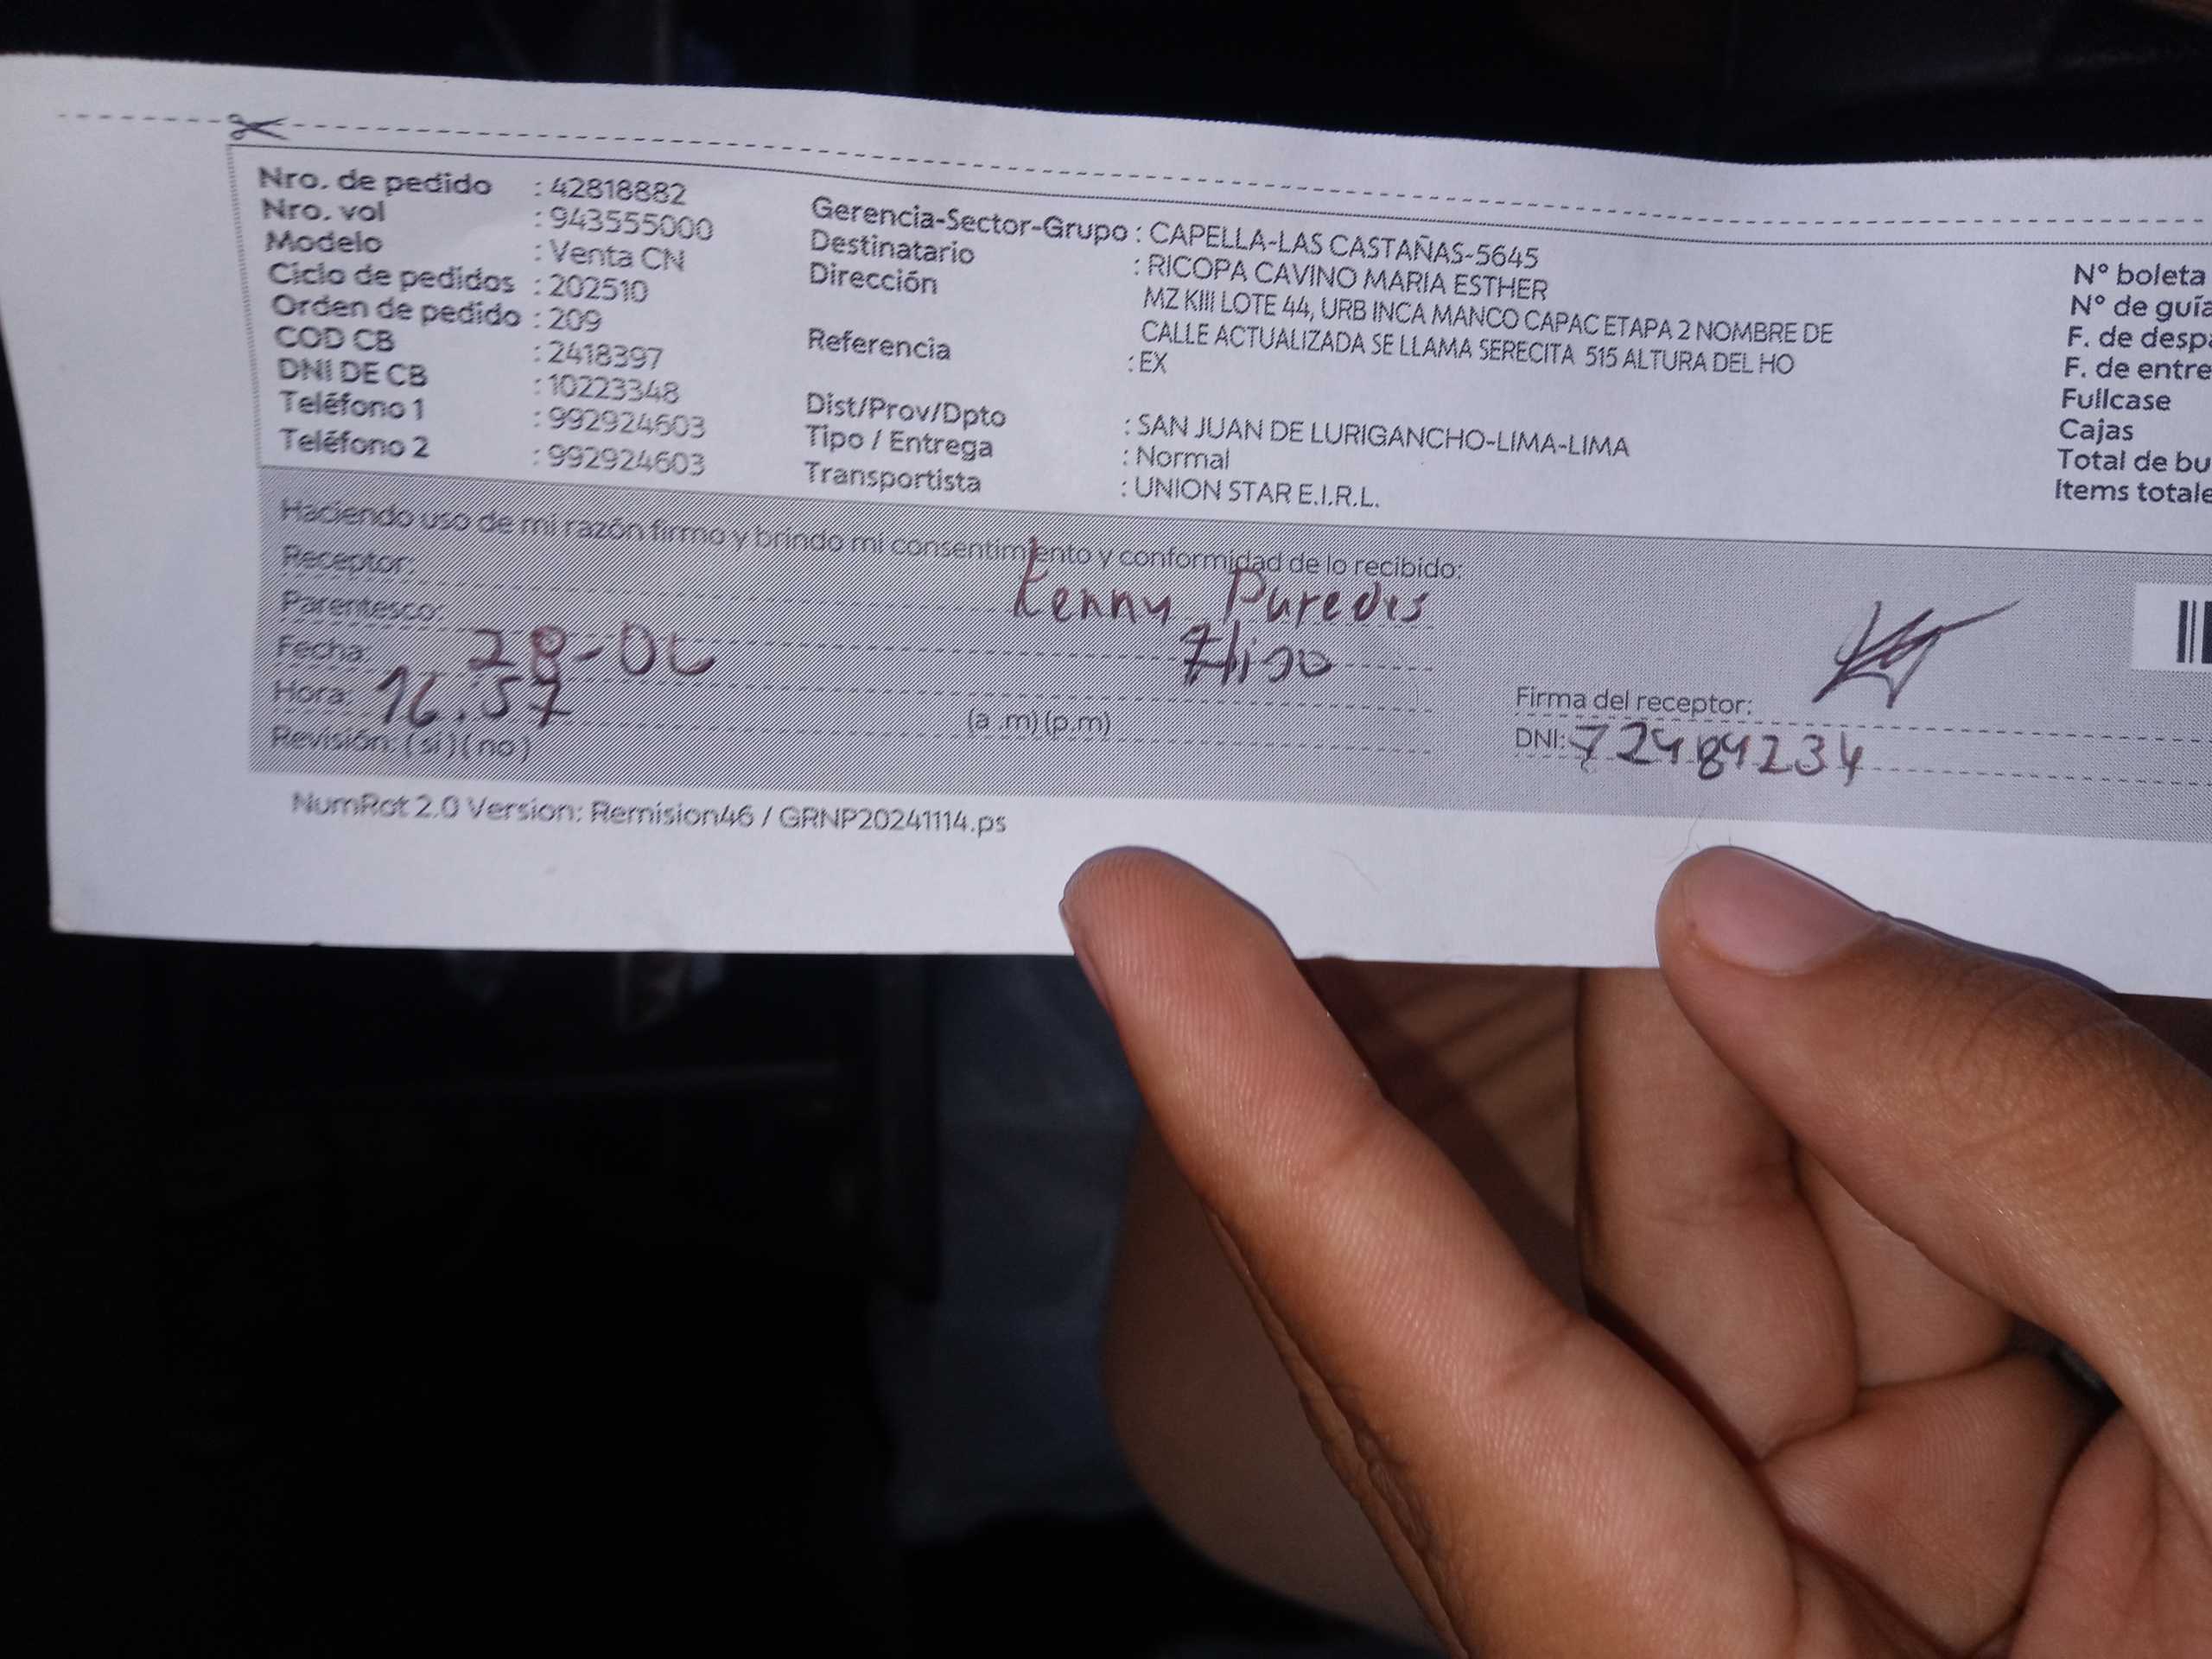 Nro. de pedido : 42818882
Nro. vol : 943555000
Modelo : Venta CN
Ciclo de pedidos : 202510
Orden de pedido : 209
COD CB : 2418397
DNI DE CB : 10223348
Teléfono 1 : 992924603
Teléfono 2 : 992924603
Gerencia-Sector-Grupo : CAPELLA-LAS CASTAÑAS-5645
Destinatario : RICOPA CAVINO MARIA ESTHER
Dirección MZ KIII LOTE 44, URB INCA MANCO CAPAC ETAPA 2 NOMBRE DE
CALLE ACTUALIZADA SE LLAMA SERECITA 515 ALTURA DEL HO
Referencia : EX
Dist/Prov/Dpto : SAN JUAN DE LURIGANCHO-LIMA-LIMA
Tipo / Entrega : Normal
Transportista : UNION STAR E.I.R.L.
N° boleta
N° de guía
F. de desp
F. de entre
Fullcase
Cajas
Total de bu
Items totale
Haciendo uso de mi razón firmo y brindo mi consentimiento y conformidad de lo recibido:
Receptor: Kenny Paredes
Parentesco:
Fecha: 28-06
Hora: 16:57 (a .m) (p.m)
Revisión: (si) (no)
Firma del receptor:
DNI: 72484234
NumRot 2.0 Version: Remision46 / GRNP20241114.ps